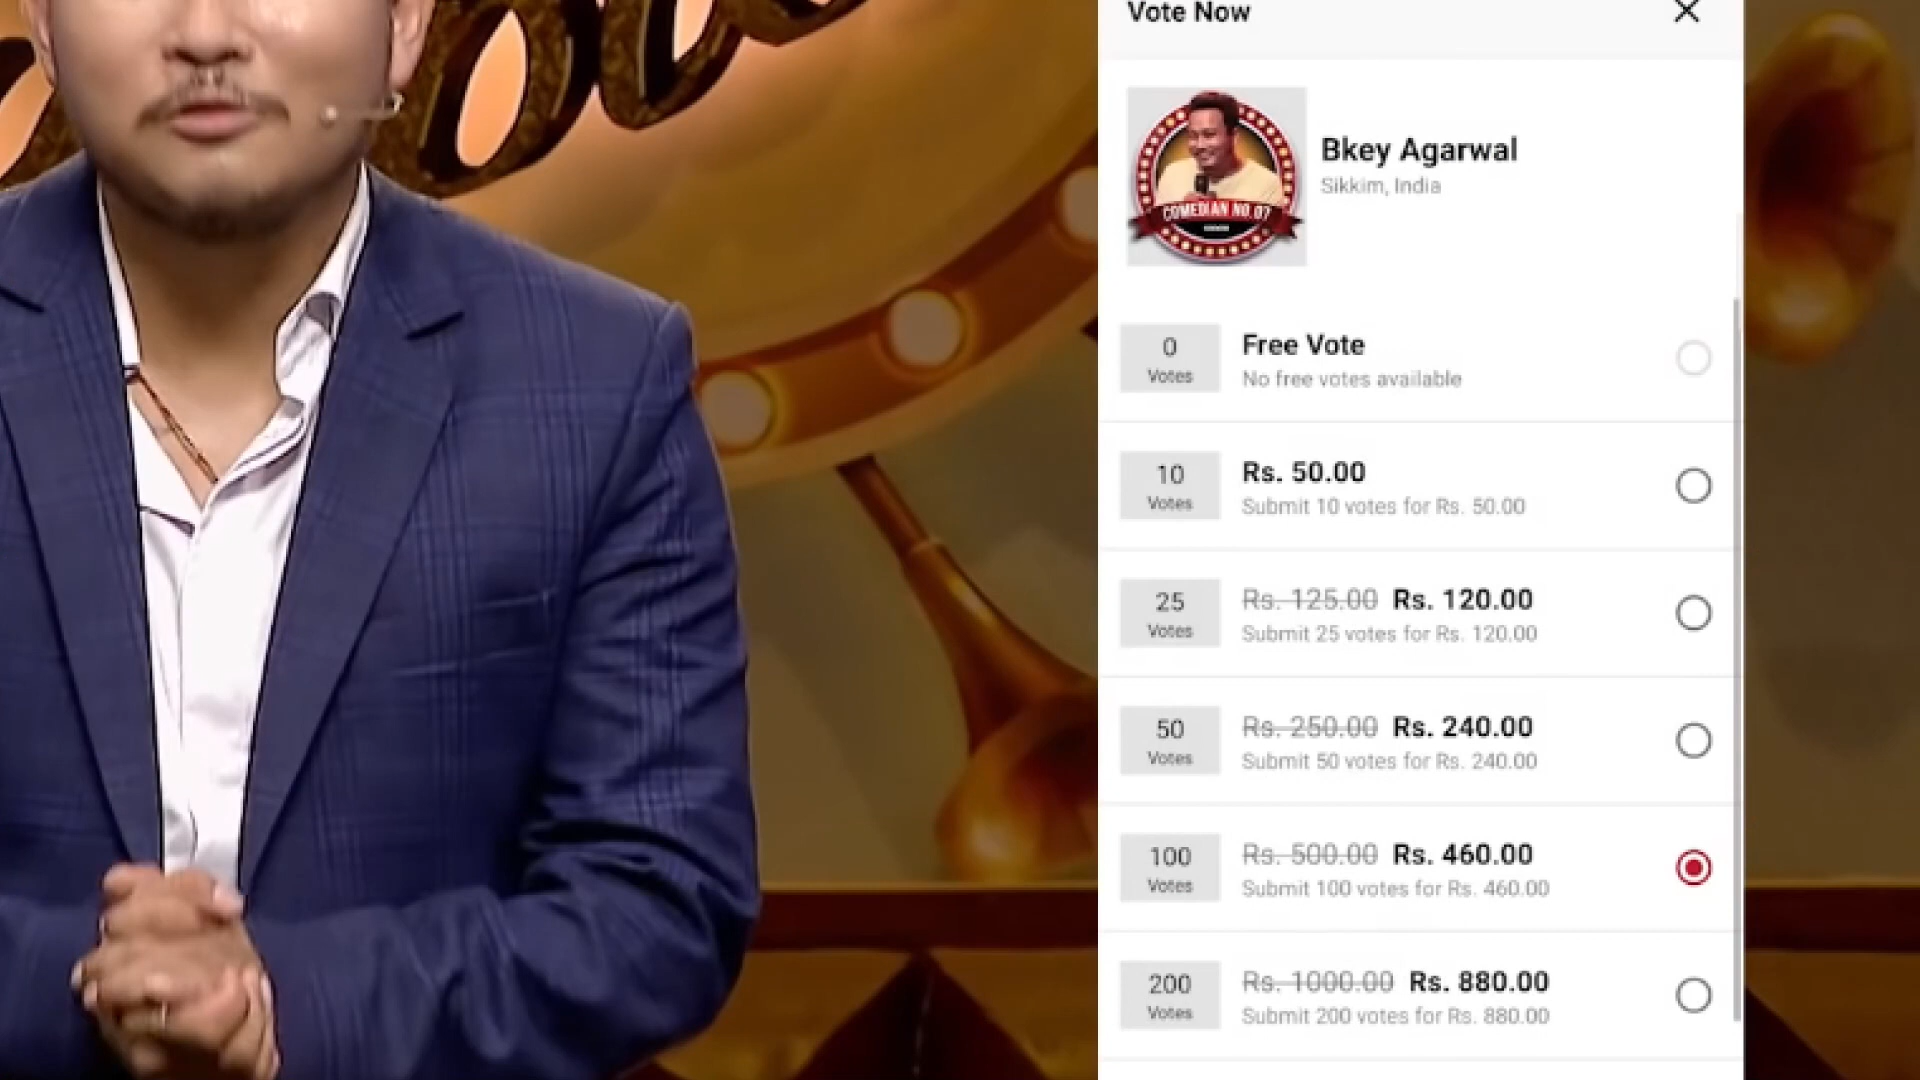 Vote Now
Bkey Agarwal
Sikkim, India
COMEDIAN NO.07
0
Votes
Free Vote
No free votes available
10
Votes
Rs. 50.00
Submit 10 votes for Rs. 50.00
25
Votes
Rs. 125.00 Rs. 120.00
Submit 25 votes for Rs. 120.00
50
Votes
Rs. 250.00 Rs. 240.00
Submit 50 votes for Rs. 240.00
100
Votes
Rs. 500.00 Rs. 460.00
Submit 100 votes for Rs. 460.00
200
Votes
Rs. 1000.00 Rs. 880.00
Submit 200 votes for Rs. 880.00